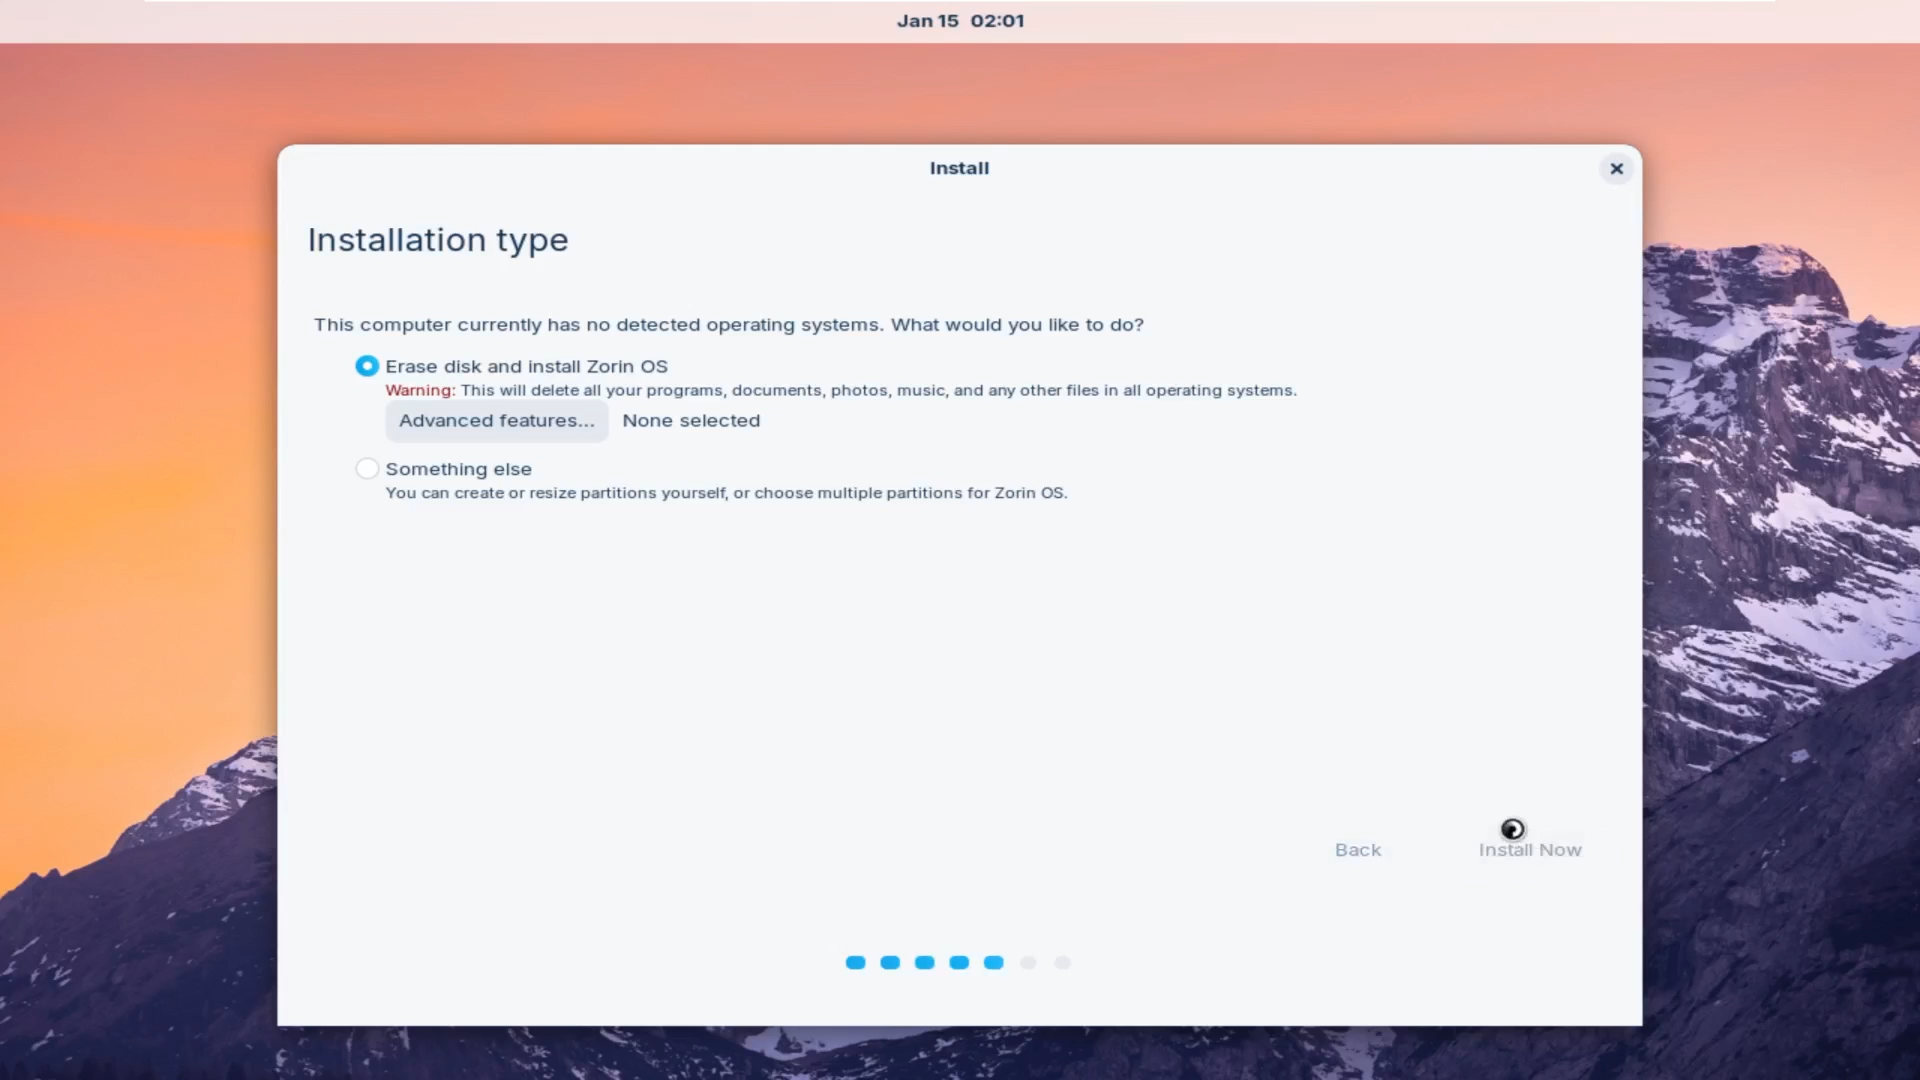 Jan 15 02:01
Install
Installation type
This computer currently has no detected operating systems. What would you like to do?
Erase disk and install Zorin OS
Warning: This will delete all your programs, documents, photos, music, and any other files in all operating systems.
Advanced features... None selected
Something else
You can create or resize partitions yourself, or choose multiple partitions for Zorin OS.
Back Install Now